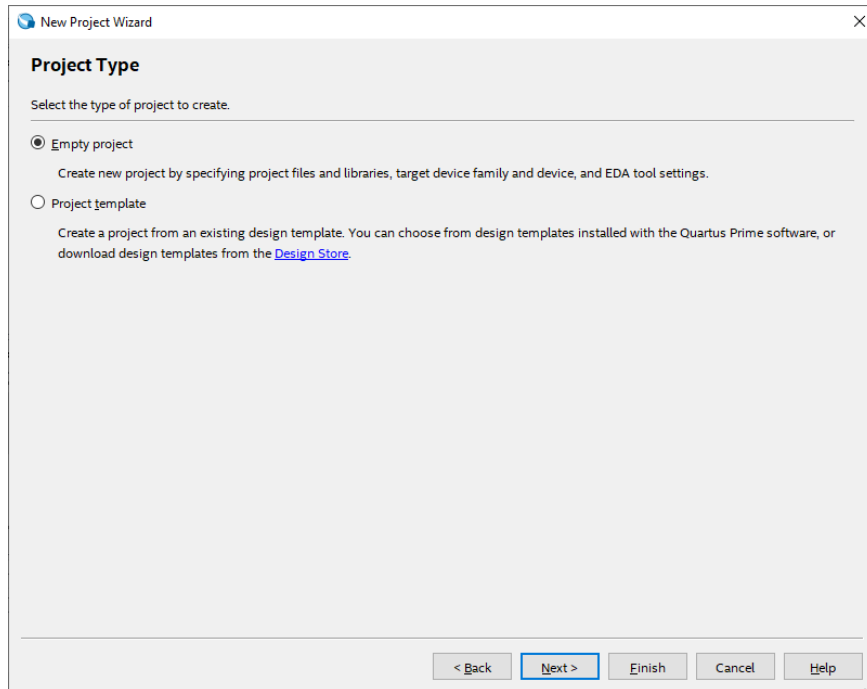 New Project Wizard
Project Type
Select the type of project to create.
Empty project
Create new project by specifying project files and libraries, target device family and device, and EDA tool settings.
Project template
Create a project from an existing design template. You can choose from design templates installed with the Quartus Prime software, or
download design templates from the Design Store.
< Back Next > Finish Cancel Help